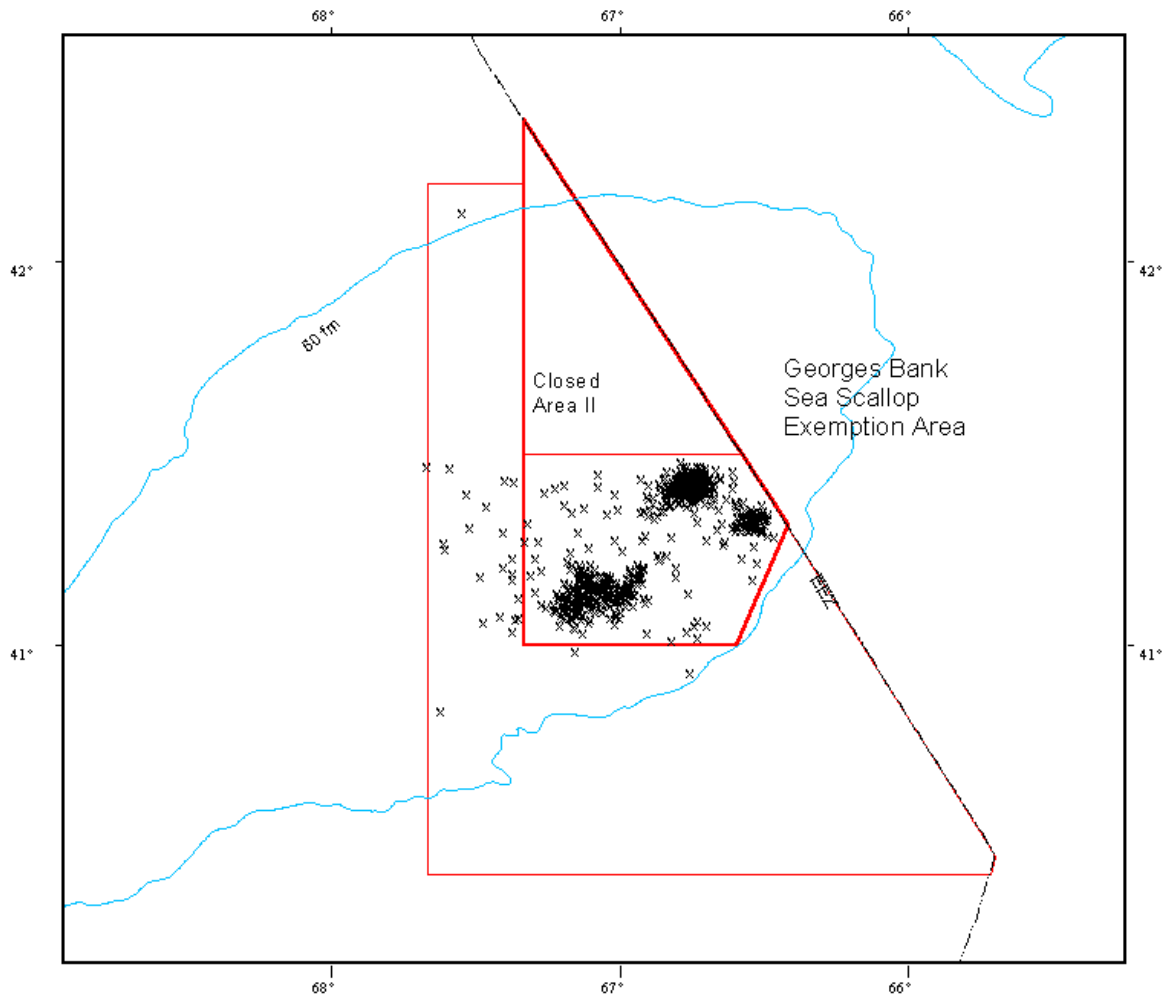 68° 67° 66°
42° 42°
60 fm
Georges Bank
Sea Scallop
Exemption Area
Closed
Area II
EEZ
41° 41°
68° 67° 66°